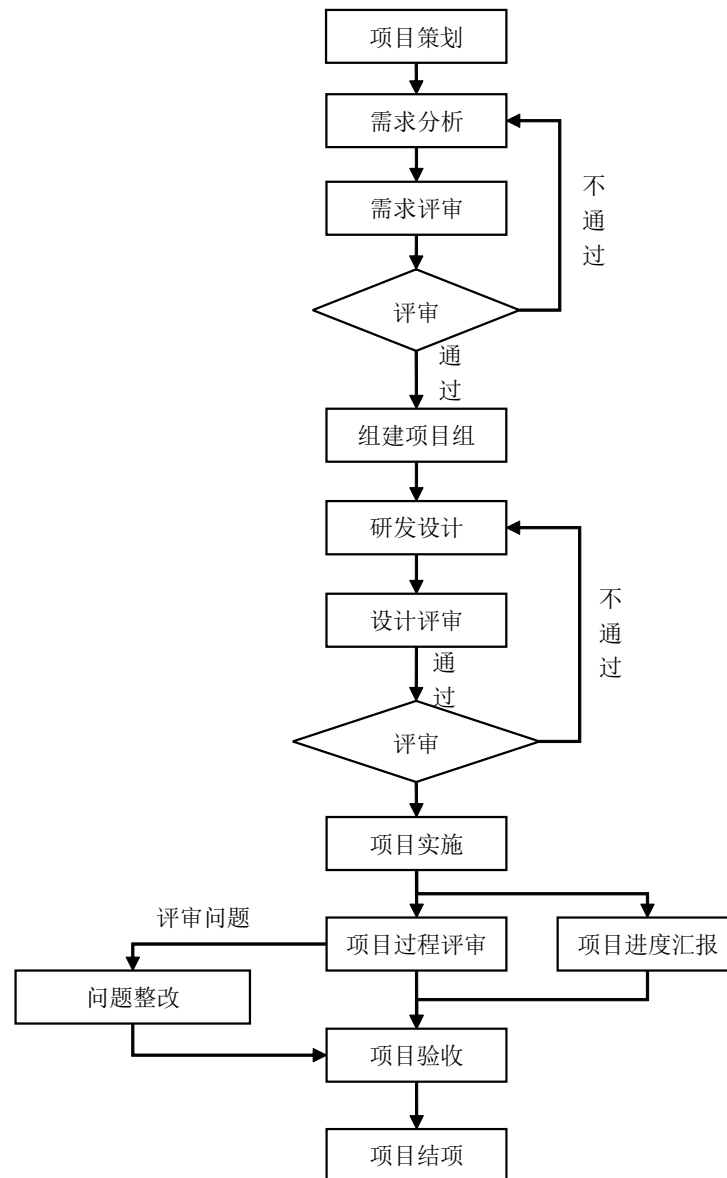 项目策划
需求分析
不
通
过
需求评审
评审
通
过
组建项目组
研发设计
不
通
过
设计评审
通
过
评审
项目实施
评审问题
项目过程评审
项目进度汇报
问题整改
项目验收
项目结项